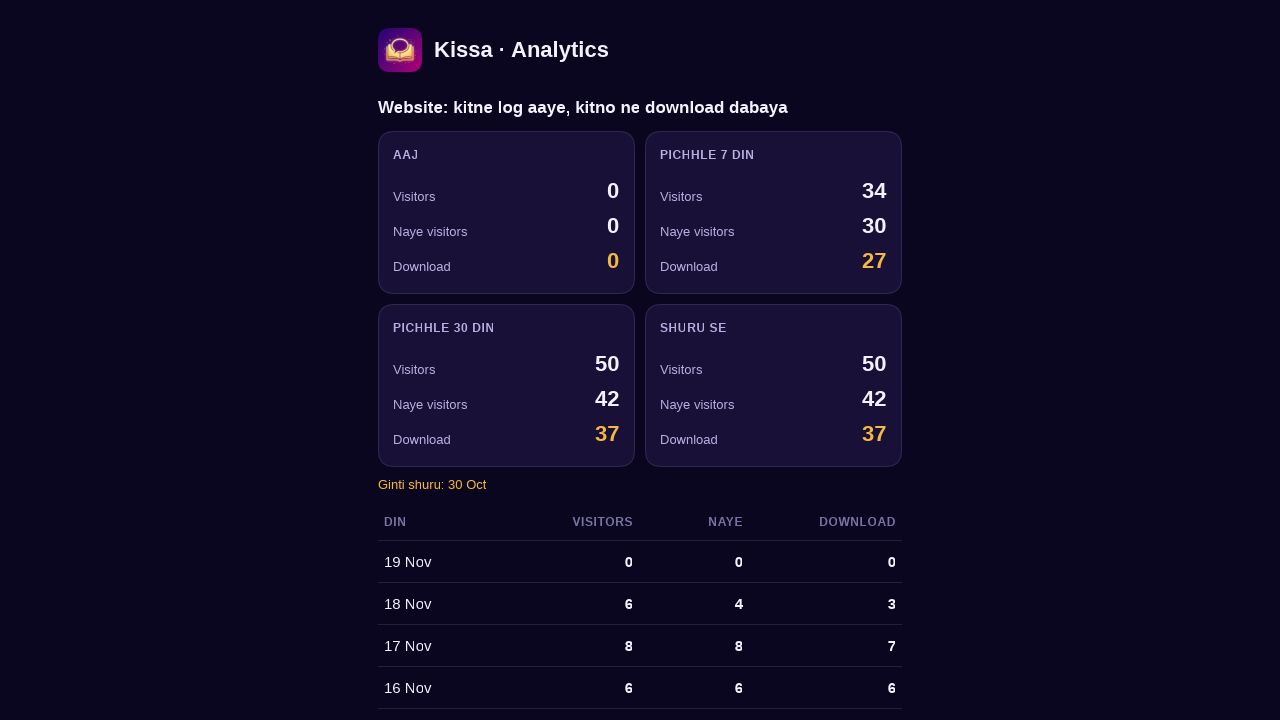 Kissa · Analytics
Website: kitne log aaye, kitno ne download dabaya
AAJ
Visitors 0
Naye visitors 0
Download 0
PICHHLE 7 DIN
Visitors 34
Naye visitors 30
Download 27
PICHHLE 30 DIN
Visitors 50
Naye visitors 42
Download 37
SHURU SE
Visitors 50
Naye visitors 42
Download 37
Ginti shuru: 30 Oct
DIN VISITORS NAYE DOWNLOAD
19 Nov 0 0 0
18 Nov 6 4 3
17 Nov 8 8 7
16 Nov 6 6 6